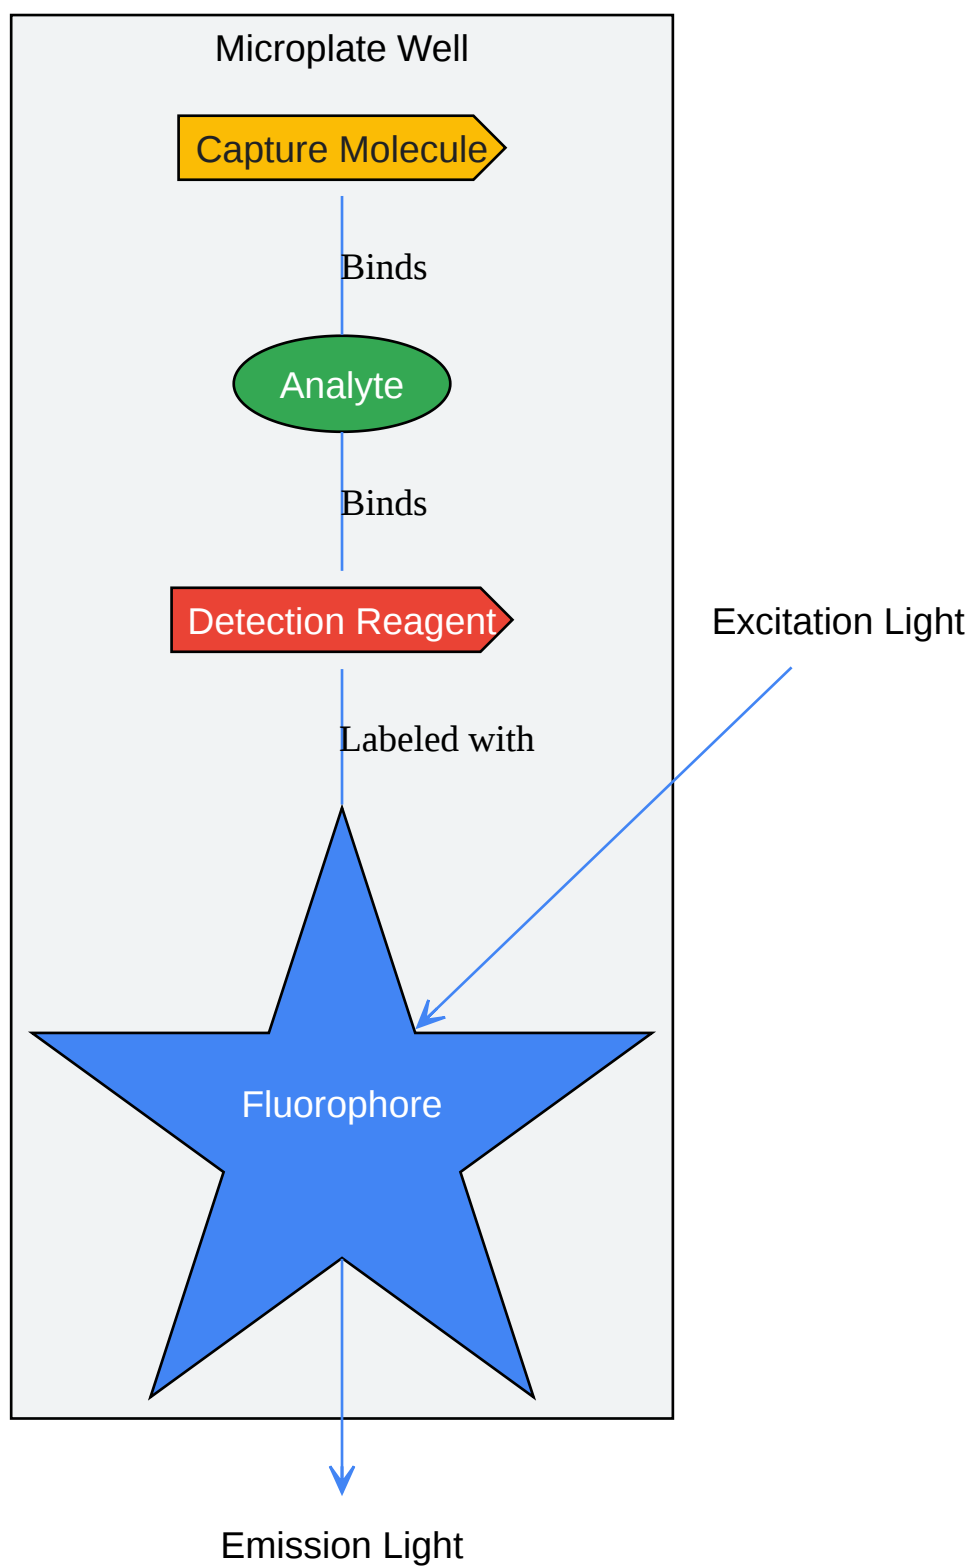 Microplate Well
Capture Molecule
Binds
Analyte
Binds
Detection Reagent
Excitation Light
Labeled with
Fluorophore
Emission Light